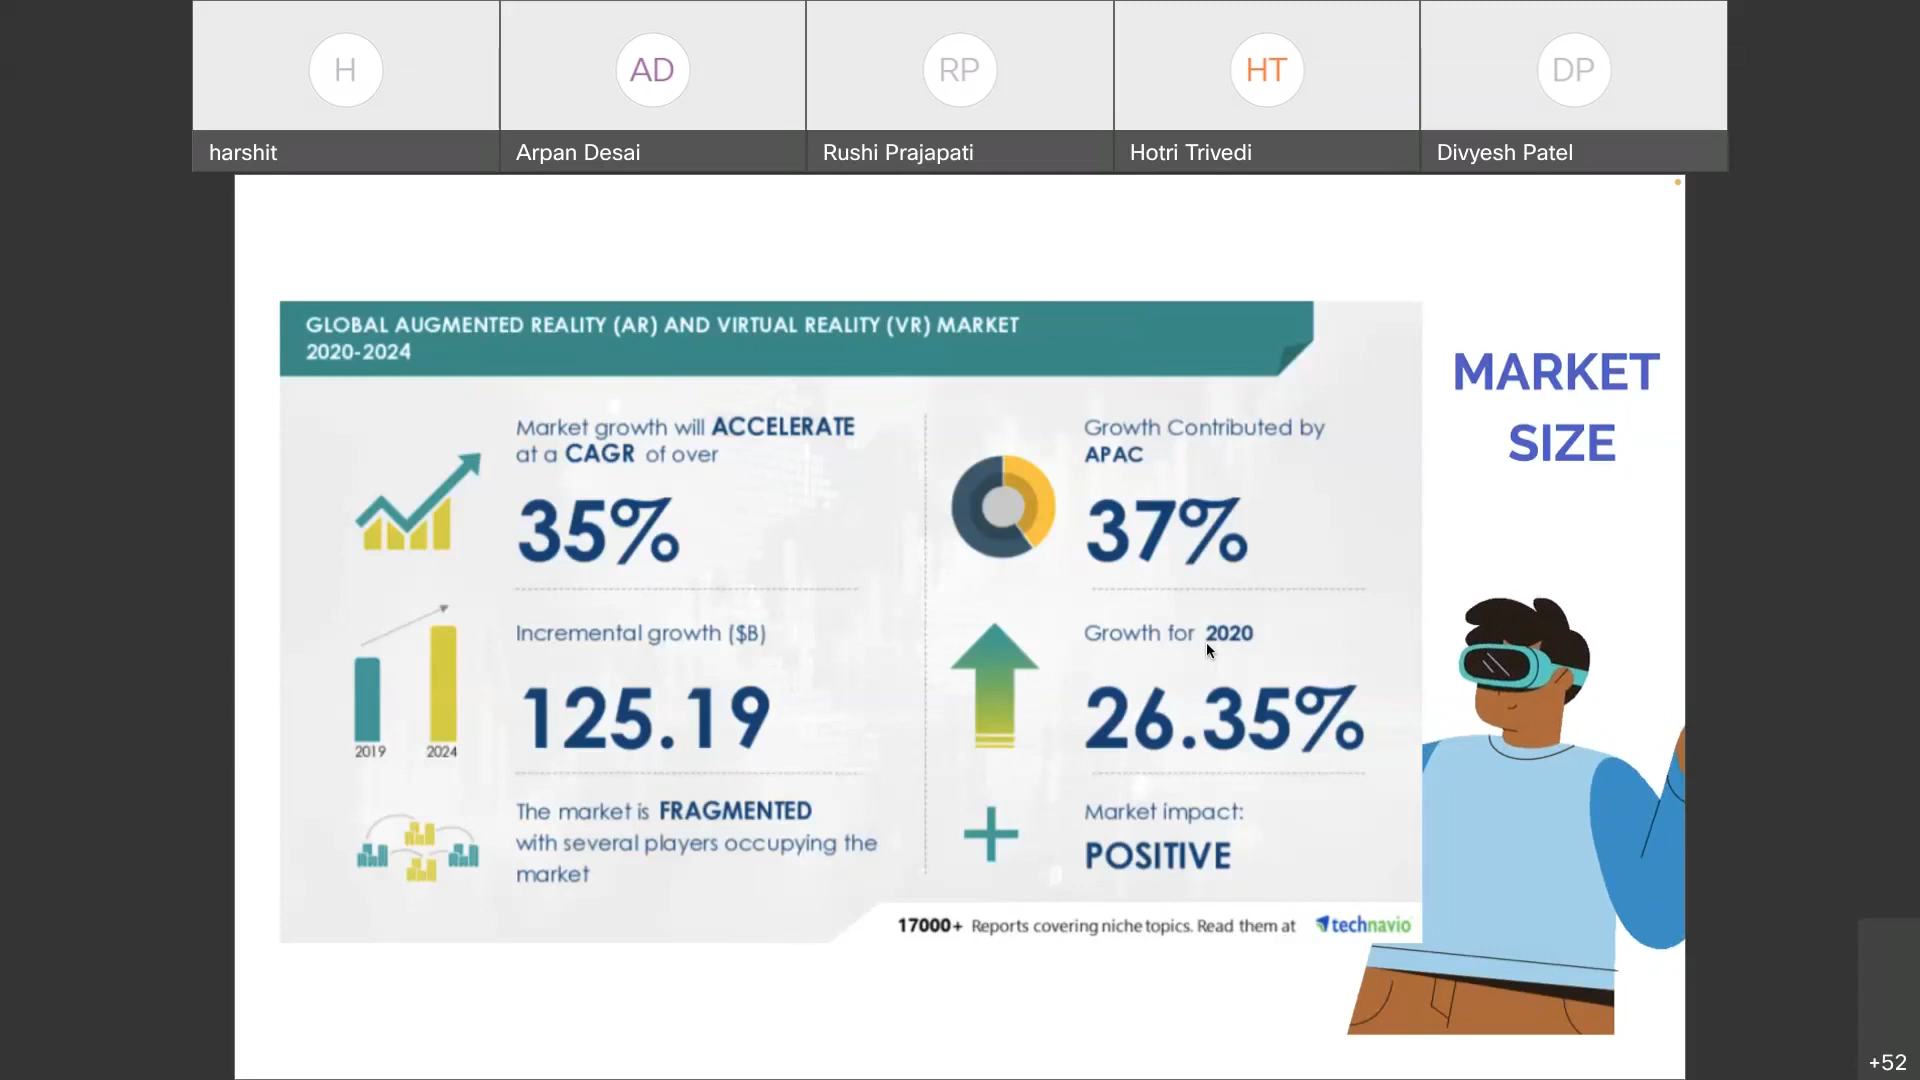 H
AD
RP
HT
DP
harshit
Arpan Desai
Rushi Prajapati
Hotri Trivedi
Divyesh Patel
GLOBAL AUGMENTED REALITY (AR) AND VIRTUAL REALITY (VR) MARKET
2020-2024
MARKET
SIZE
Market growth will ACCELERATE
at a CAGR of over
35%
Growth Contributed by
APAC
37%
Incremental growth ($B)
125.19
2019
2024
Growth for 2020
26.35%
The market is FRAGMENTED
with several players occupying the
market
Market impact:
POSITIVE
17000+ Reports covering niche topics. Read them at technavio
+52